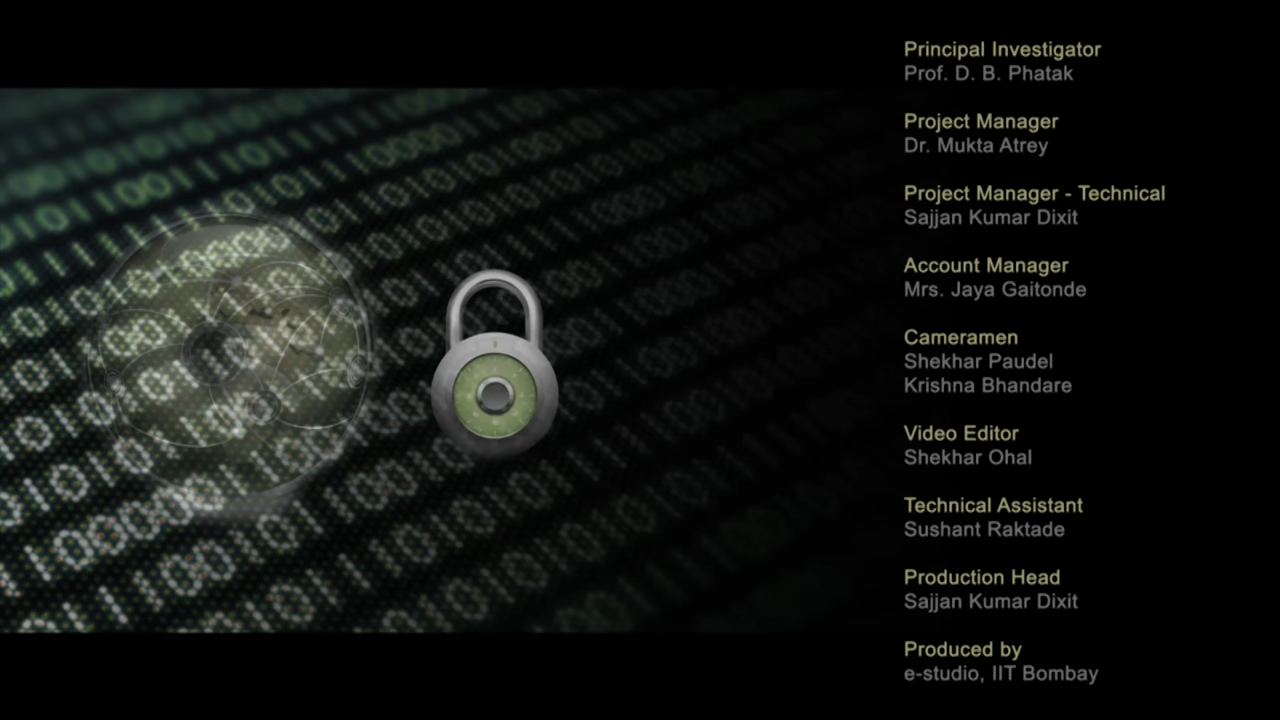 Principal Investigator
Prof. D. B. Phatak
Project Manager
Dr. Mukta Atrey
Project Manager - Technical
Sajjan Kumar Dixit
Account Manager
Mrs. Jaya Gaitonde
Cameramen
Shekhar Paudel
Krishna Bhandare
Video Editor
Shekhar Ohal
Technical Assistant
Sushant Raktade
Production Head
Sajjan Kumar Dixit
Produced by
e-studio, IIT Bombay